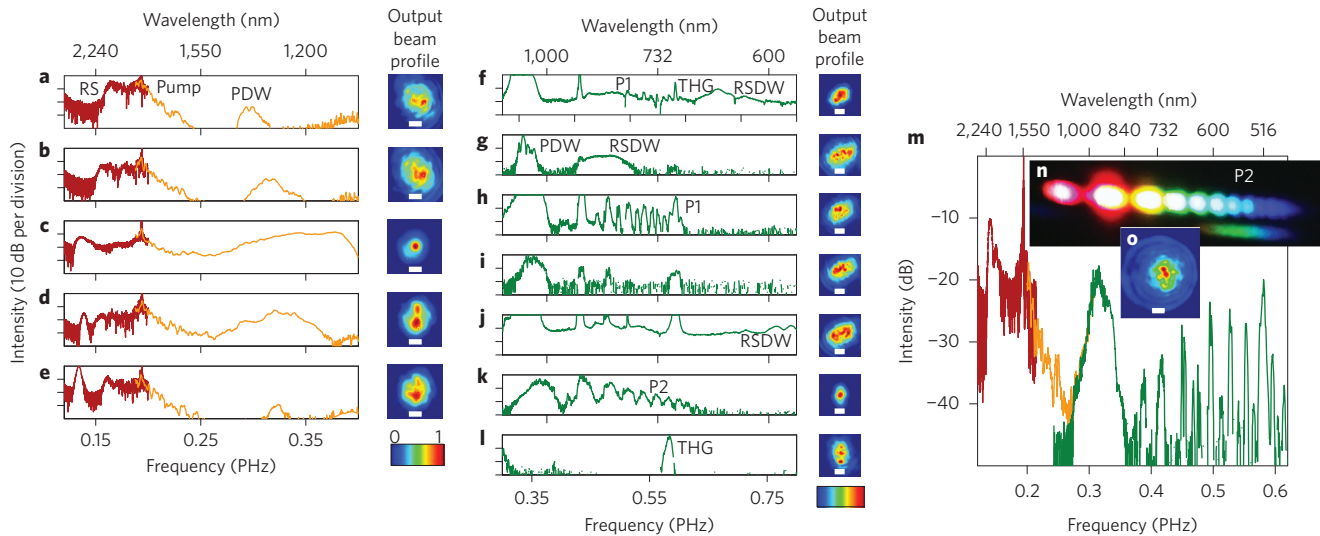 Wavelength (nm)
2,240 1,550 1,200
Output
beam
profile
a RS Pump PDW
b
c
d
e
Intensity (10 dB per division)
0.15 0.25 0.35
Frequency (PHz)
0 1
Wavelength (nm)
1,000 732 600
Output
beam
profile
f P1 THG RSDW
g PDW RSDW
h P1
i
j RSDW
k P2
l THG
0.35 0.55 0.75
Frequency (PHz)
Wavelength (nm)
m 2,240 1,550 1,000 840 732 600 516
n P2
o
−10
−20
−30
−40
Intensity (dB)
0.2 0.3 0.4 0.5 0.6
Frequency (PHz)